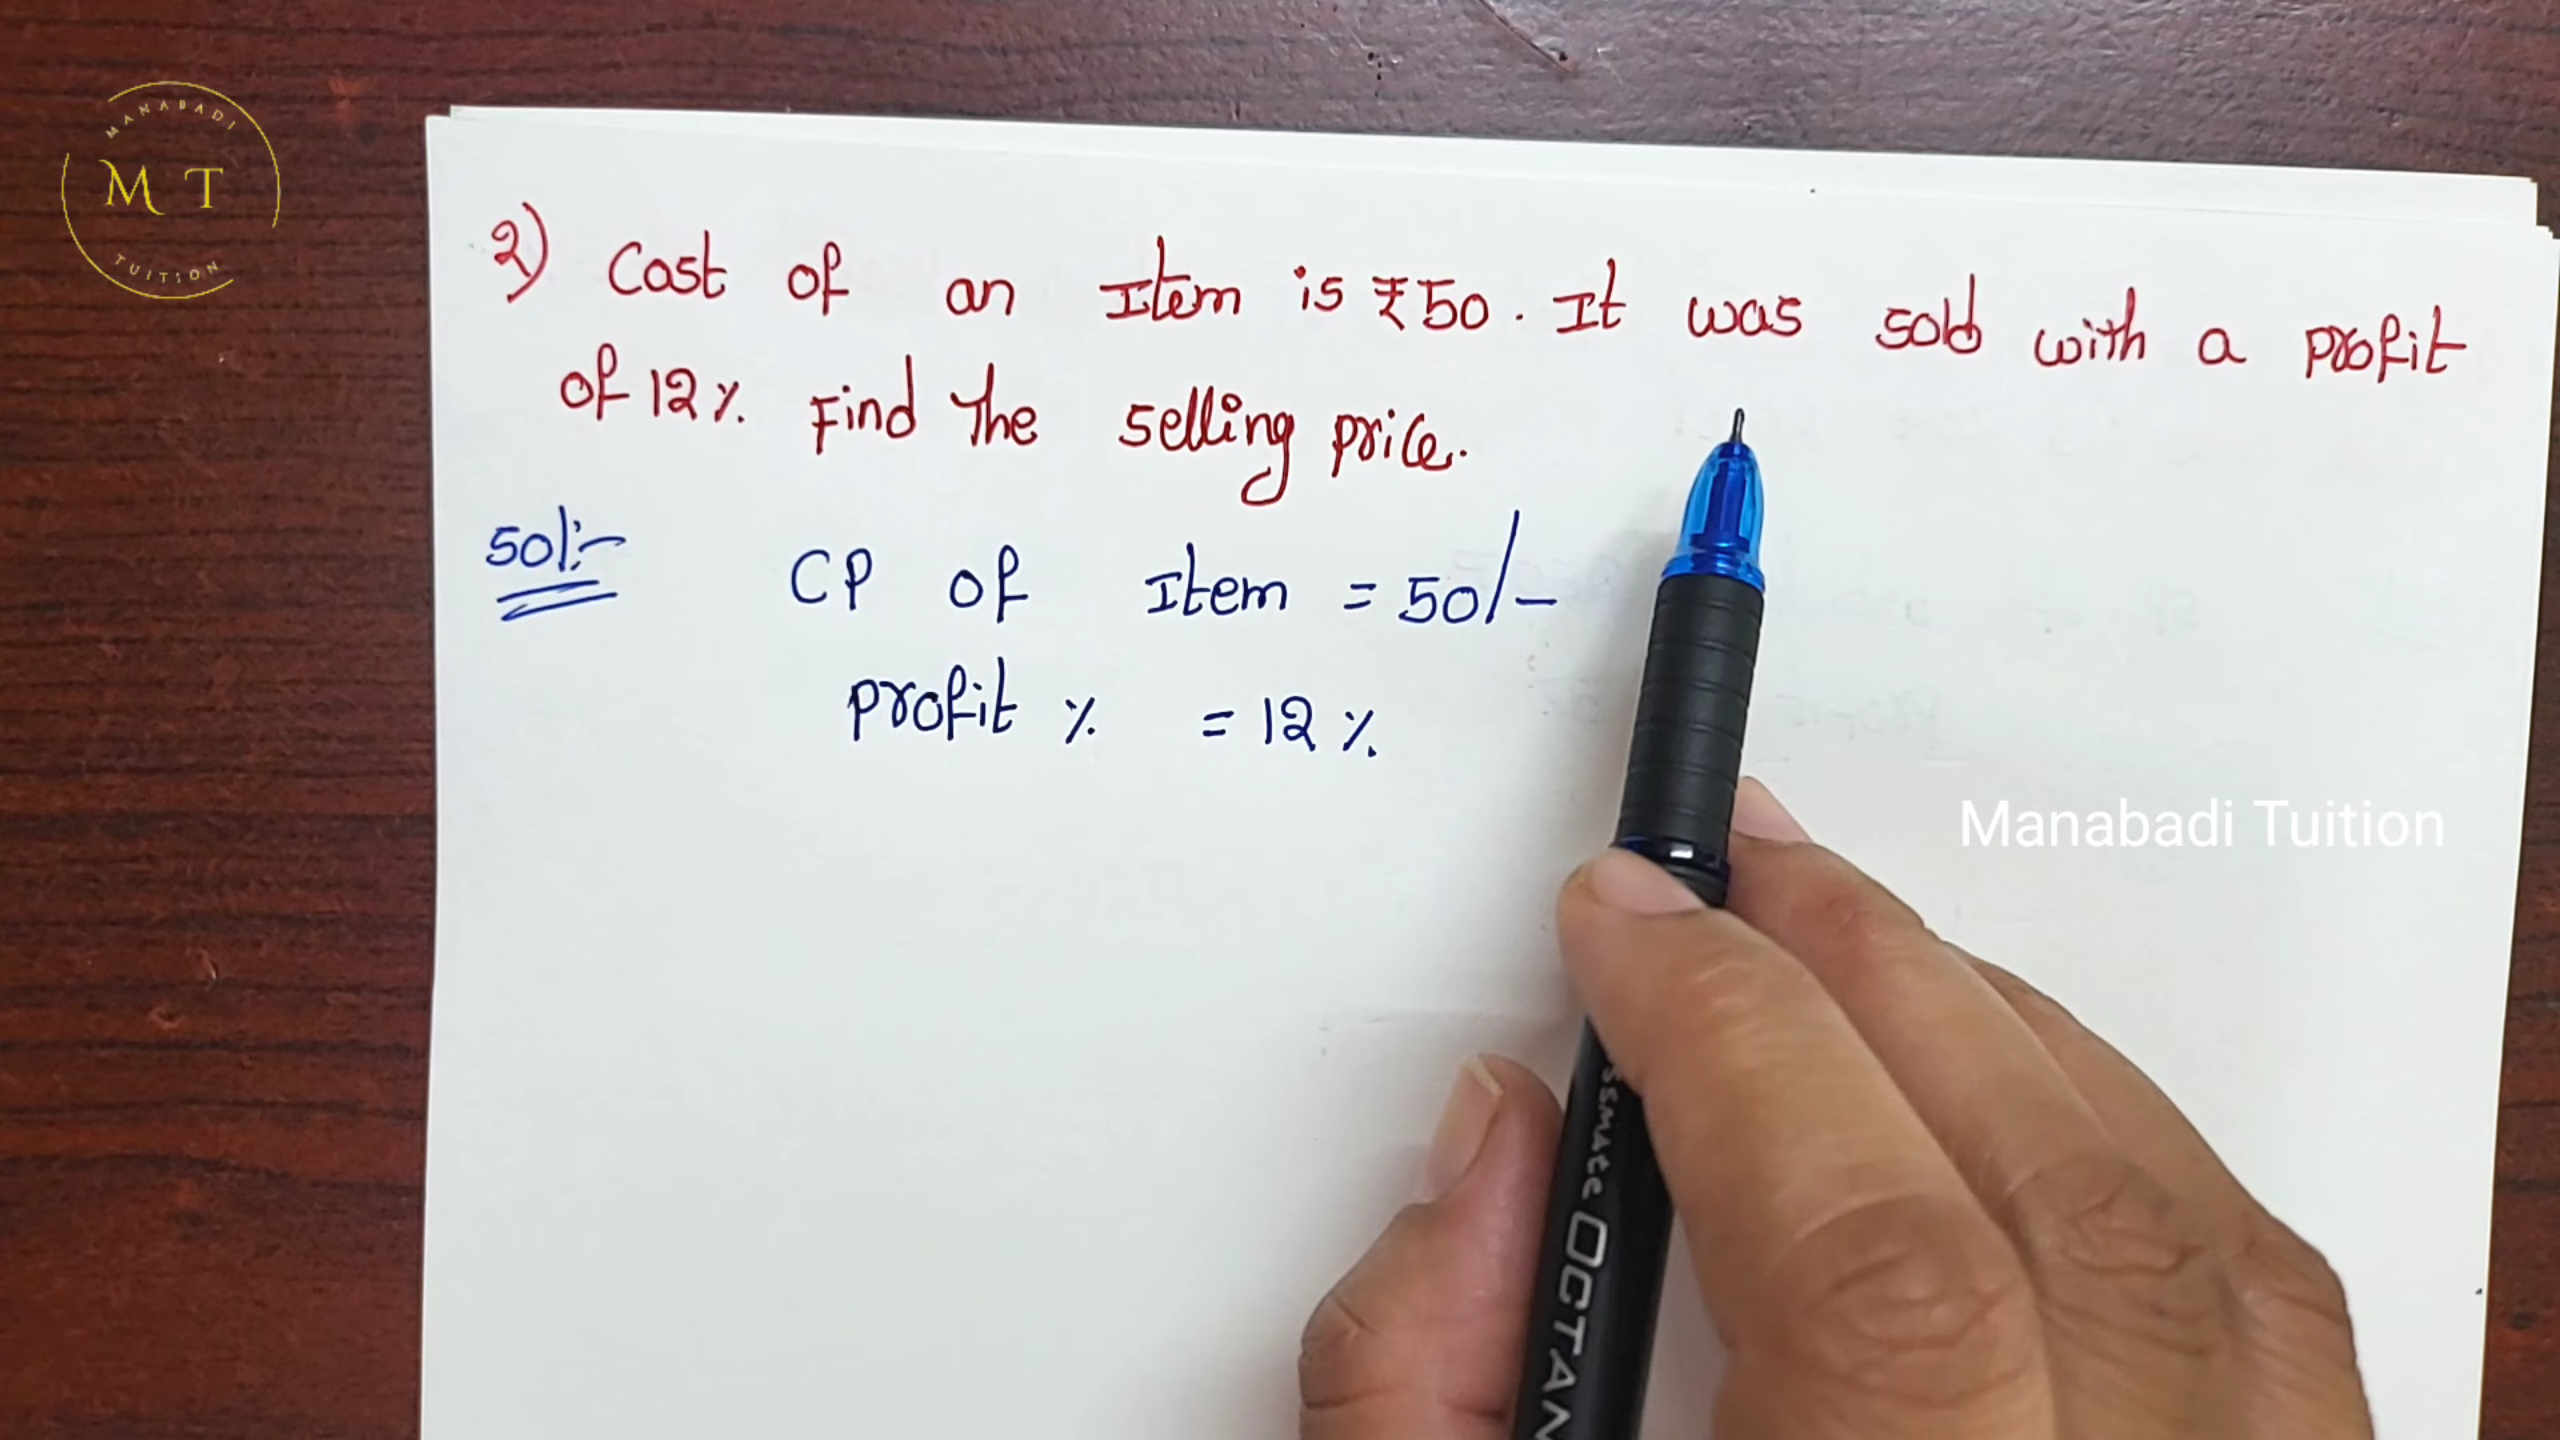 MANABADI
M T
TUITION
2) Cost of an Item is ₹50. It was sold with a profit
of 12% Find The selling price.
Sol:-
CP of Item = 50/-
profit % = 12%
Manabadi Tuition
ssmate OCTAN